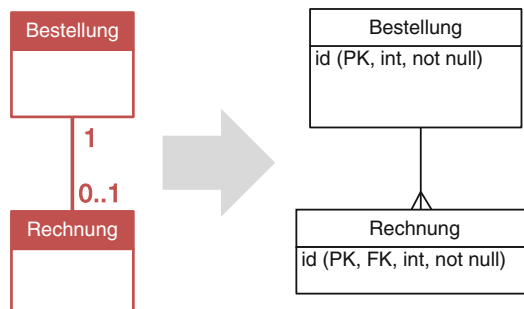 Bestellung
1
0..1
Rechnung
Bestellung
id (PK, int, not null)
Rechnung
id (PK, FK, int, not null)